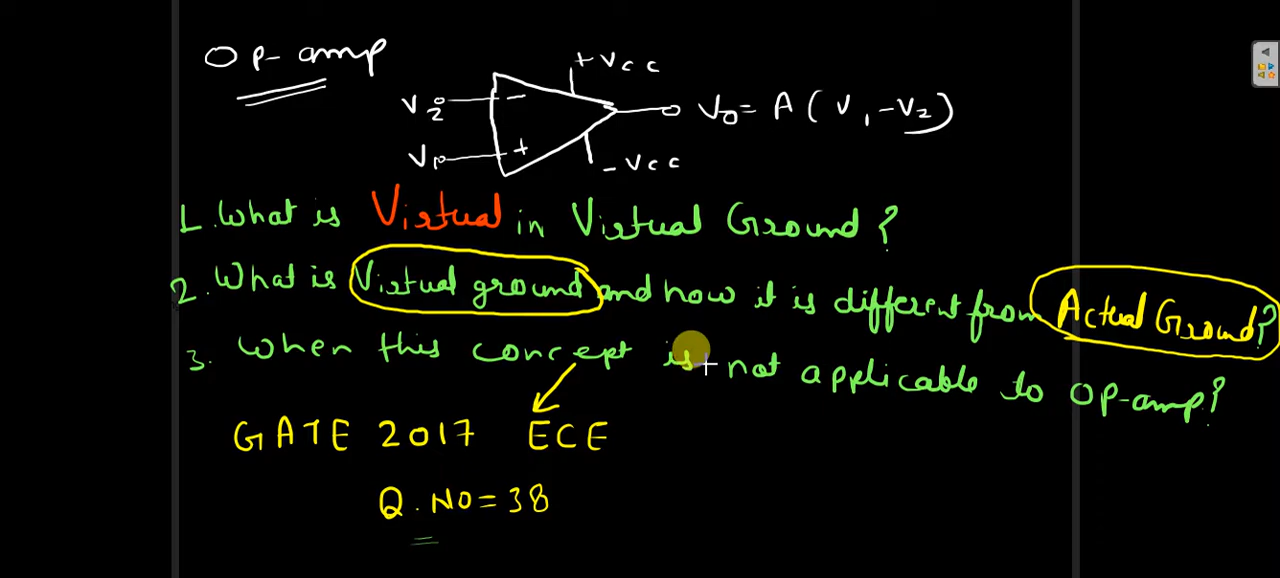 Op-amp
+Vcc
V2 - V0 = A(V1 - V2)
V1 +
-Vcc
1. What is Virtual in Virtual Ground?
2. What is Virtual ground and how it is different from Actual Ground?
3. When this concept is not applicable to OP-amp?
GATE 2017 ECE
Q. NO = 38